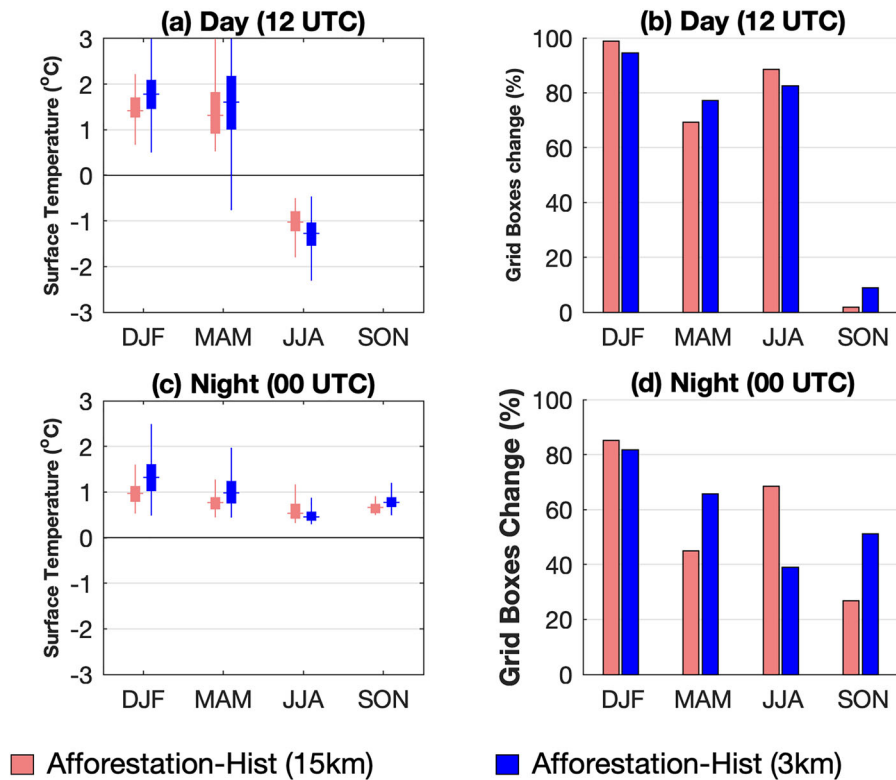 (a) Day (12 UTC)
Surface Temperature (°C)
3
2
1
0
-1
-2
-3
DJF MAM JJA SON
(b) Day (12 UTC)
Grid Boxes change (%)
100
80
60
40
20
0
DJF MAM JJA SON
(c) Night (00 UTC)
Surface Temperature (°C)
3
2
1
0
-1
-2
-3
DJF MAM JJA SON
(d) Night (00 UTC)
Grid Boxes Change (%)
100
80
60
40
20
0
DJF MAM JJA SON
Afforestation-Hist (15km)
Afforestation-Hist (3km)